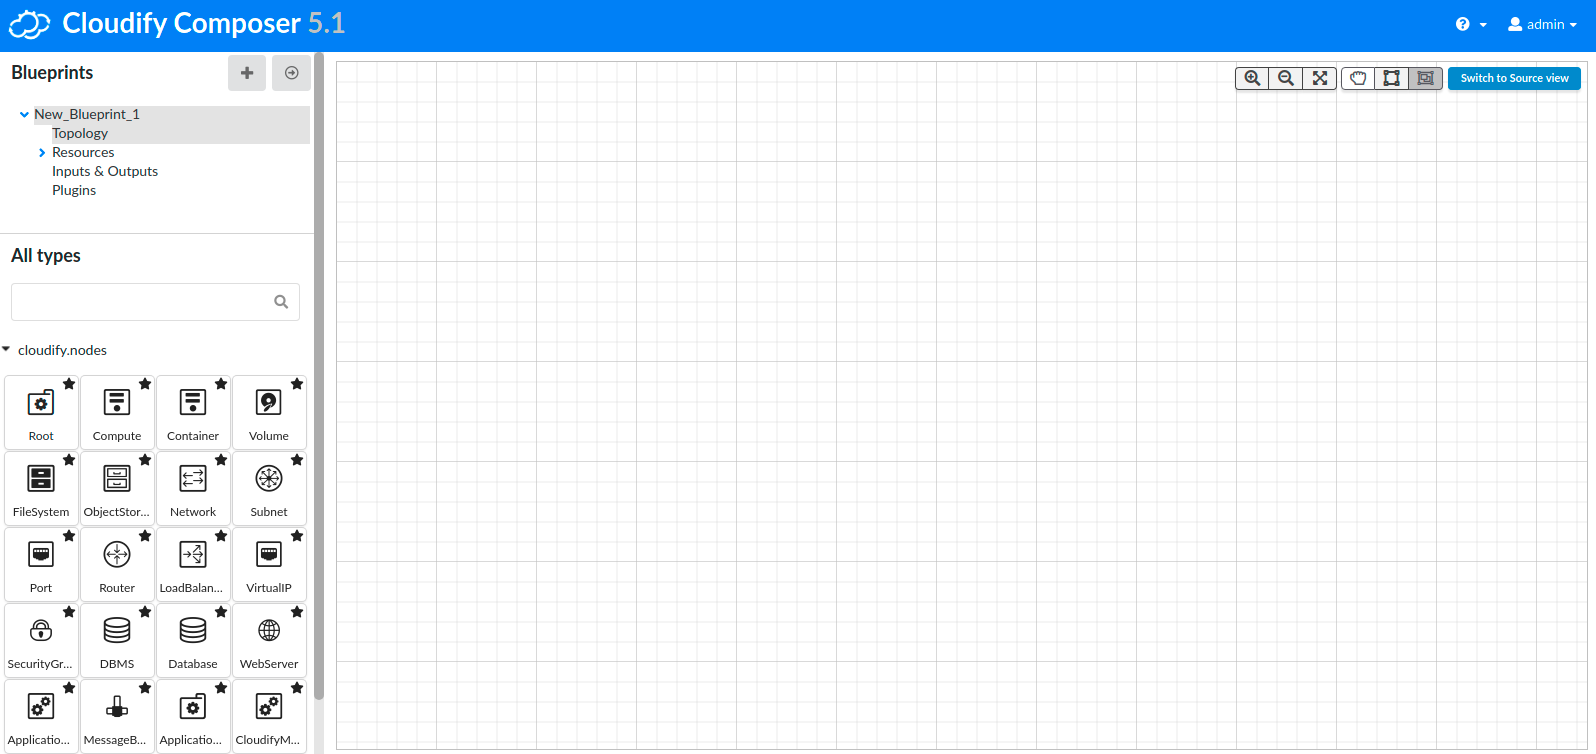 Cloudify Composer 5.1
admin
Blueprints
Switch to Source view
New_Blueprint_1
Topology
Resources
Inputs & Outputs
Plugins
All types
cloudify.nodes
Root Compute Container Volume
FileSystem ObjectStor... Network Subnet
Port Router LoadBalan... VirtualIP
SecurityGr... DBMS Database WebServer
Applicatio... MessageB... Applicatio... CloudifyM...